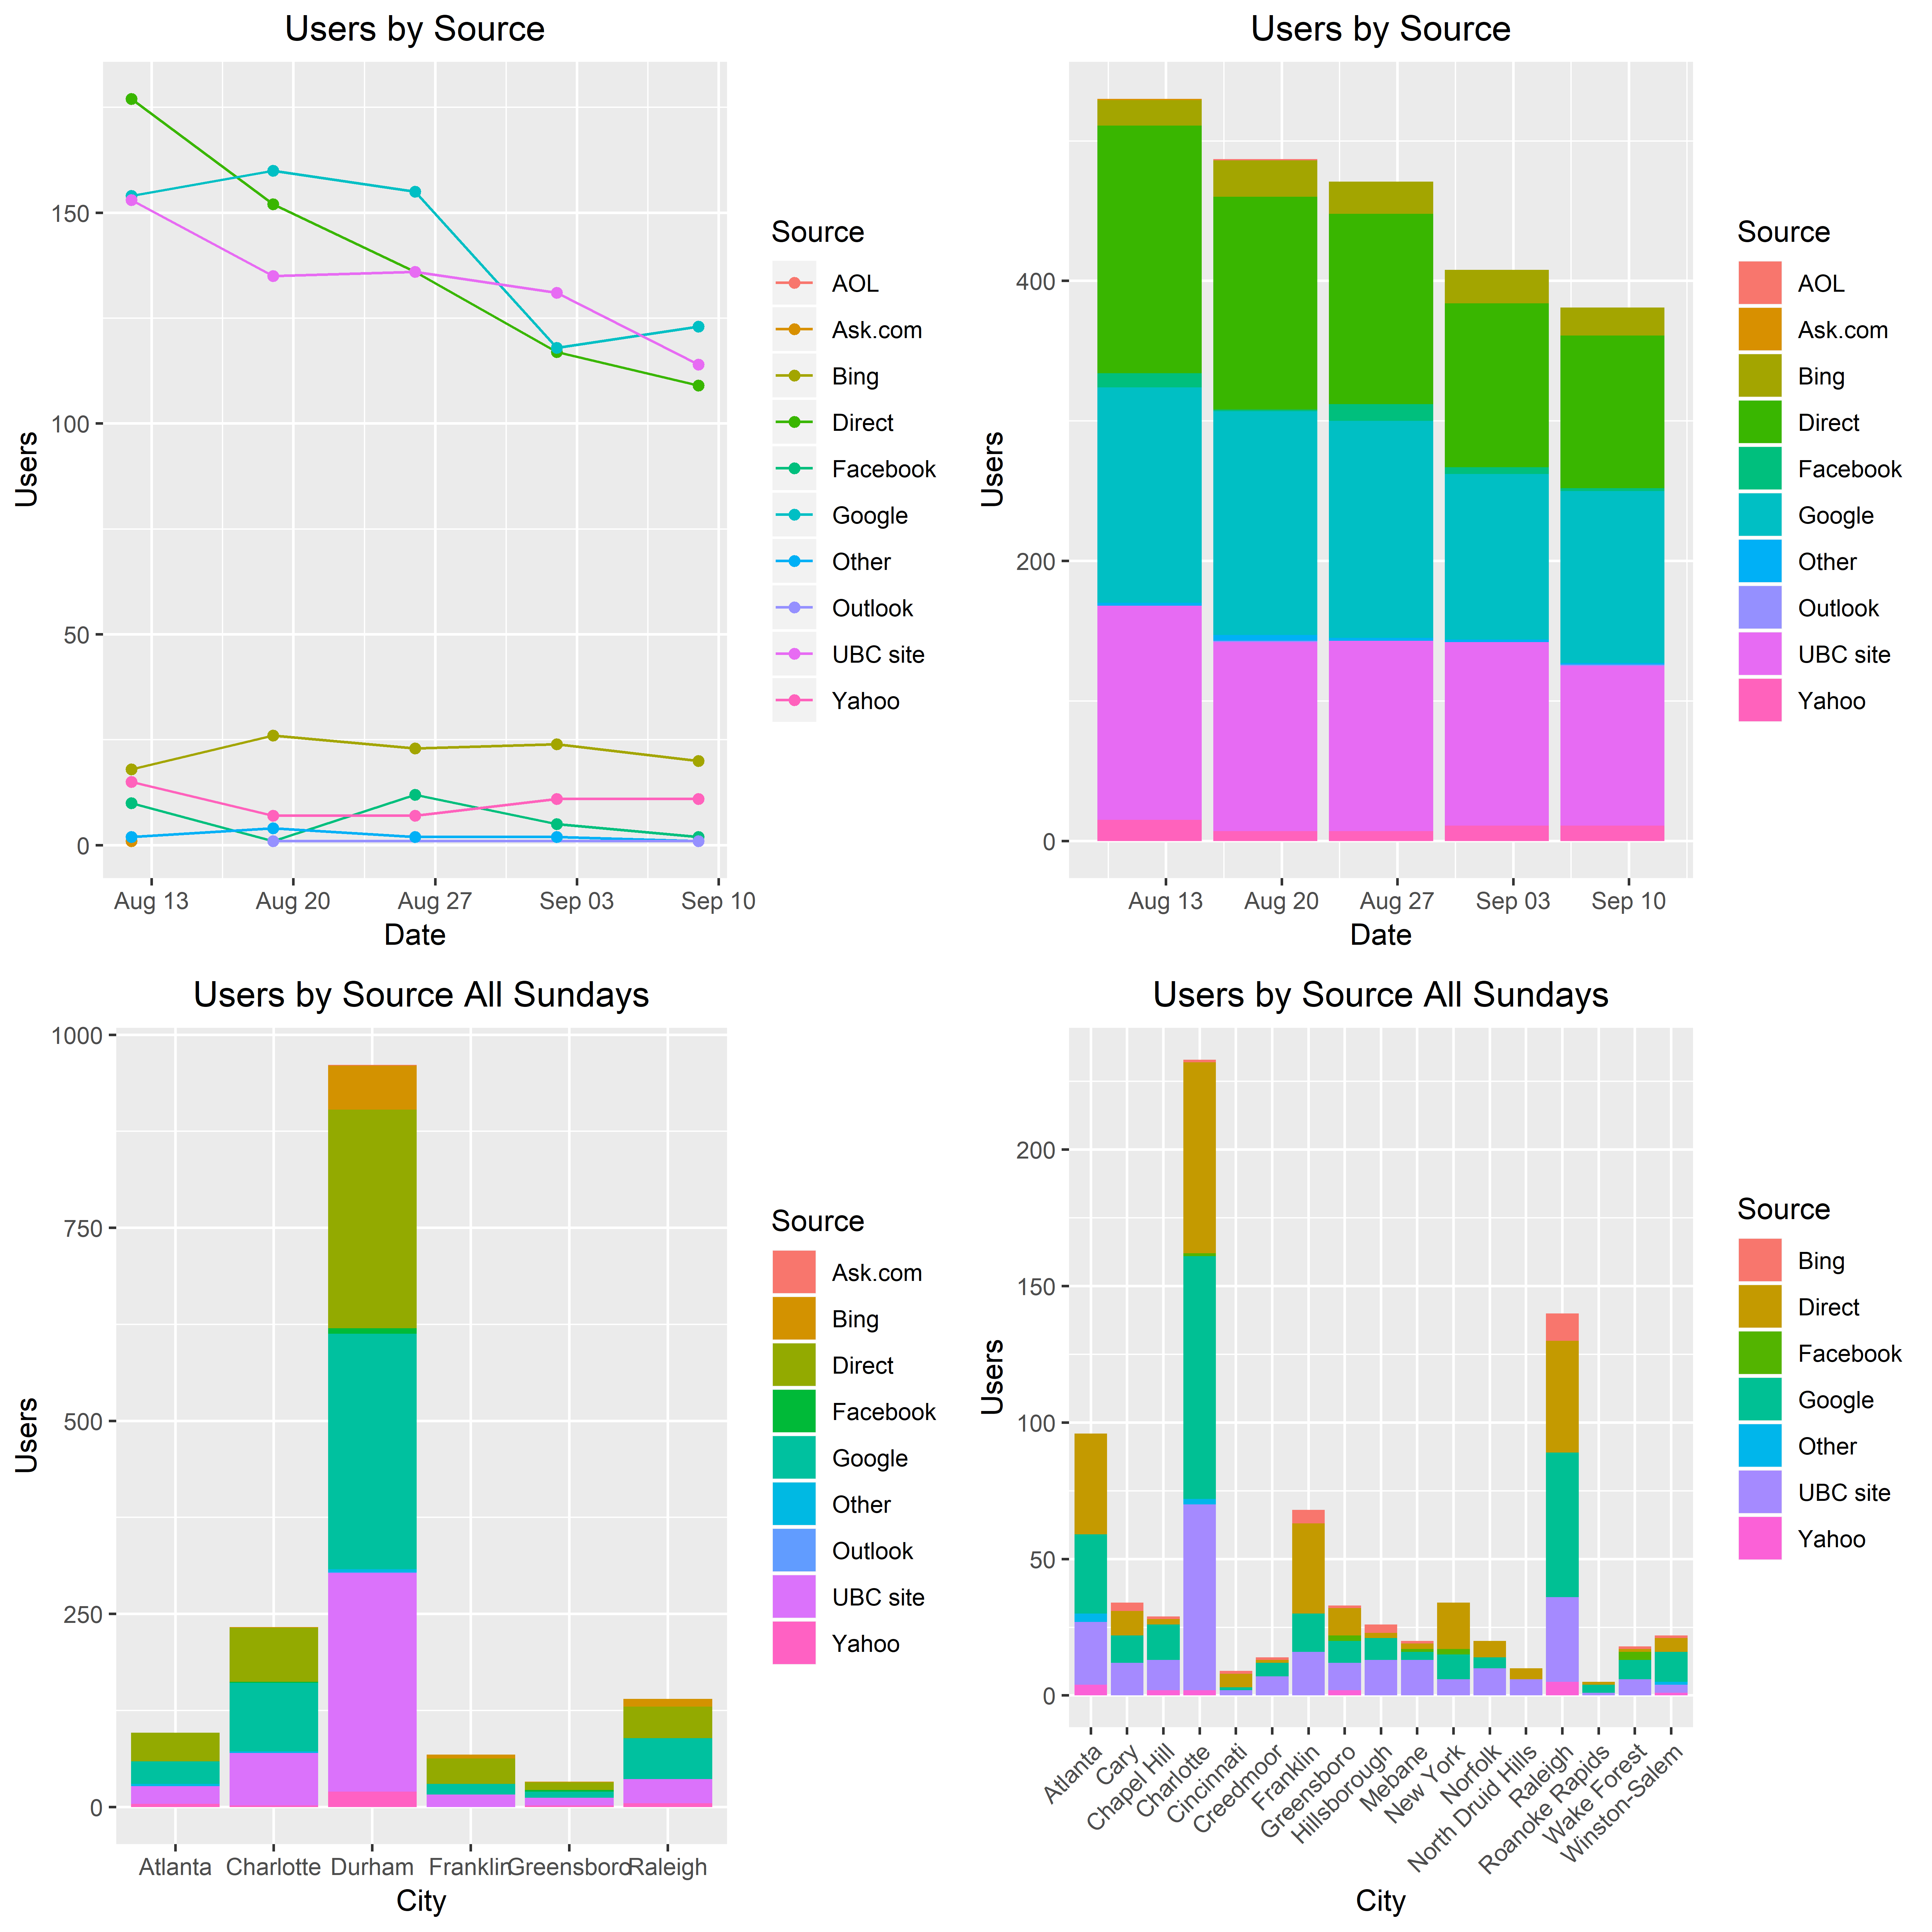 Users by Source
Users
150
100
50
0
Aug 13 Aug 20 Aug 27 Sep 03 Sep 10
Date
Source
AOL
Ask.com
Bing
Direct
Facebook
Google
Other
Outlook
UBC site
Yahoo
Users by Source
Users
400
200
0
Aug 13 Aug 20 Aug 27 Sep 03 Sep 10
Date
Source
AOL
Ask.com
Bing
Direct
Facebook
Google
Other
Outlook
UBC site
Yahoo
Users by Source All Sundays
Users
1000
750
500
250
0
Atlanta Charlotte Durham Franklin Greensboro Raleigh
City
Source
Ask.com
Bing
Direct
Facebook
Google
Other
Outlook
UBC site
Yahoo
Users by Source All Sundays
Users
200
150
100
50
0
Atlanta
Cary
Chapel Hill
Charlotte
Cincinnati
Creedmoor
Franklin
Greensboro
Hillsborough
Mebane
New York
Norfolk
North Druid Hills
Raleigh
Roanoke Rapids
Wake Forest
Winston-Salem
City
Source
Bing
Direct
Facebook
Google
Other
UBC site
Yahoo